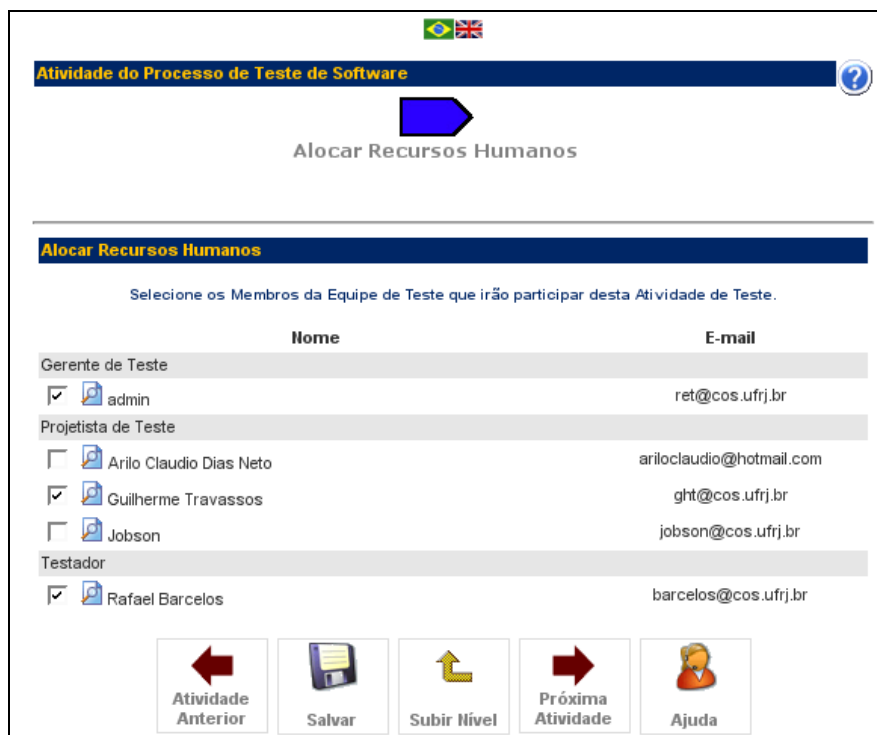 Atividade do Processo de Teste de Software
?
Alocar Recursos Humanos
Alocar Recursos Humanos
Selecione os Membros da Equipe de Teste que irão participar desta Atividade de Teste.
Nome E-mail
Gerente de Teste
admin ret@cos.ufrj.br
Projetista de Teste
Arilo Claudio Dias Neto ariloclaudio@hotmail.com
Guilherme Travassos ght@cos.ufrj.br
Jobson jobson@cos.ufrj.br
Testador
Rafael Barcelos barcelos@cos.ufrj.br
Atividade Anterior
Salvar
Subir Nível
Próxima Atividade
Ajuda